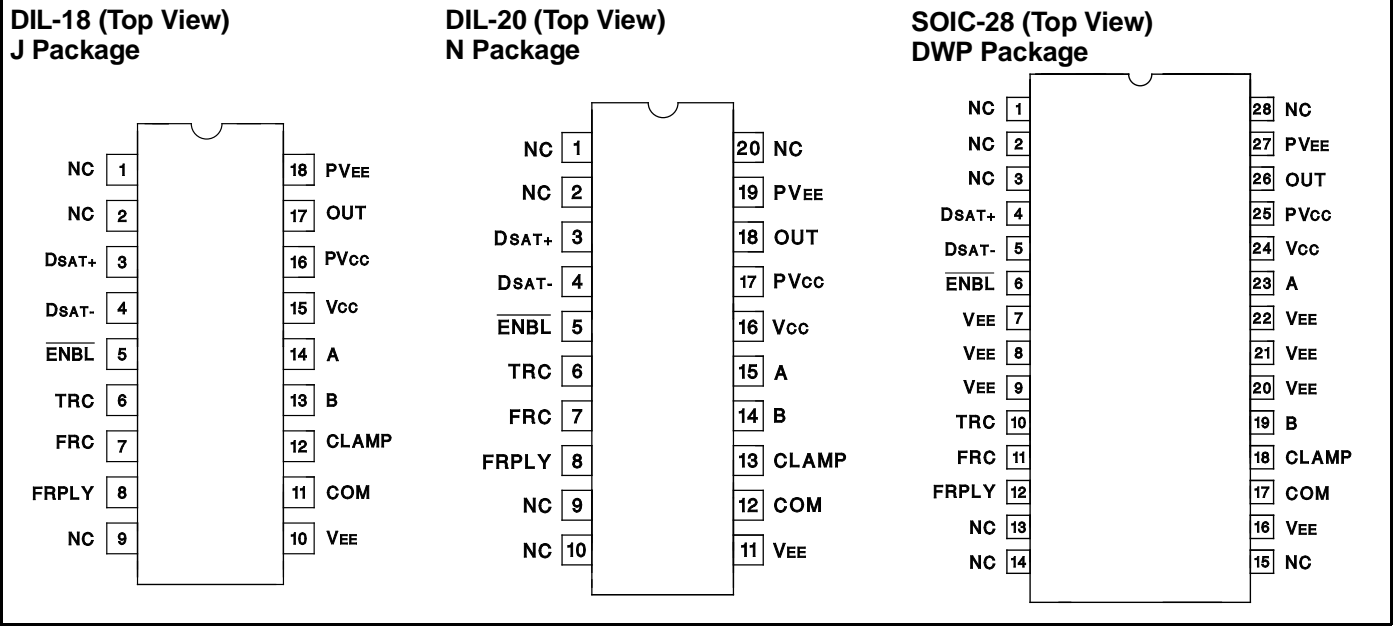 DIL-18 (Top View)
J Package
NC 1
NC 2
DSAT+ 3
DSAT- 4
ENBL 5
TRC 6
FRC 7
FRPLY 8
NC 9
18 PVEE
17 OUT
16 PVCC
15 VCC
14 A
13 B
12 CLAMP
11 COM
10 VEE
DIL-20 (Top View)
N Package
NC 1
NC 2
DSAT+ 3
DSAT- 4
ENBL 5
TRC 6
FRC 7
FRPLY 8
NC 9
NC 10
20 NC
19 PVEE
18 OUT
17 PVCC
16 VCC
15 A
14 B
13 CLAMP
12 COM
11 VEE
SOIC-28 (Top View)
DWP Package
NC 1
NC 2
NC 3
DSAT+ 4
DSAT- 5
ENBL 6
VEE 7
VEE 8
VEE 9
TRC 10
FRC 11
FRPLY 12
NC 13
NC 14
28 NC
27 PVEE
26 OUT
25 PVCC
24 VCC
23 A
22 VEE
21 VEE
20 VEE
19 B
18 CLAMP
17 COM
16 VEE
15 NC